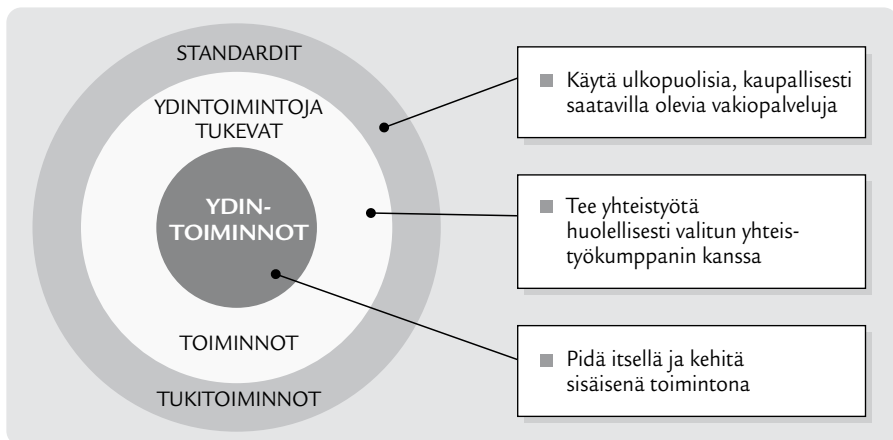 STANDARDIT
YDINTOIMINTOJA
TUKEVAT
YDIN-
TOIMINNOT
TOIMINNOT
TUKITOIMINNOT
Käytä ulkopuolisia, kaupallisesti
saatavilla olevia vakiopalveluja
Tee yhteistyötä
huolellisesti valitun yhteis-
työkumppanin kanssa
Pidä itsellä ja kehitä
sisäisenä toimintona